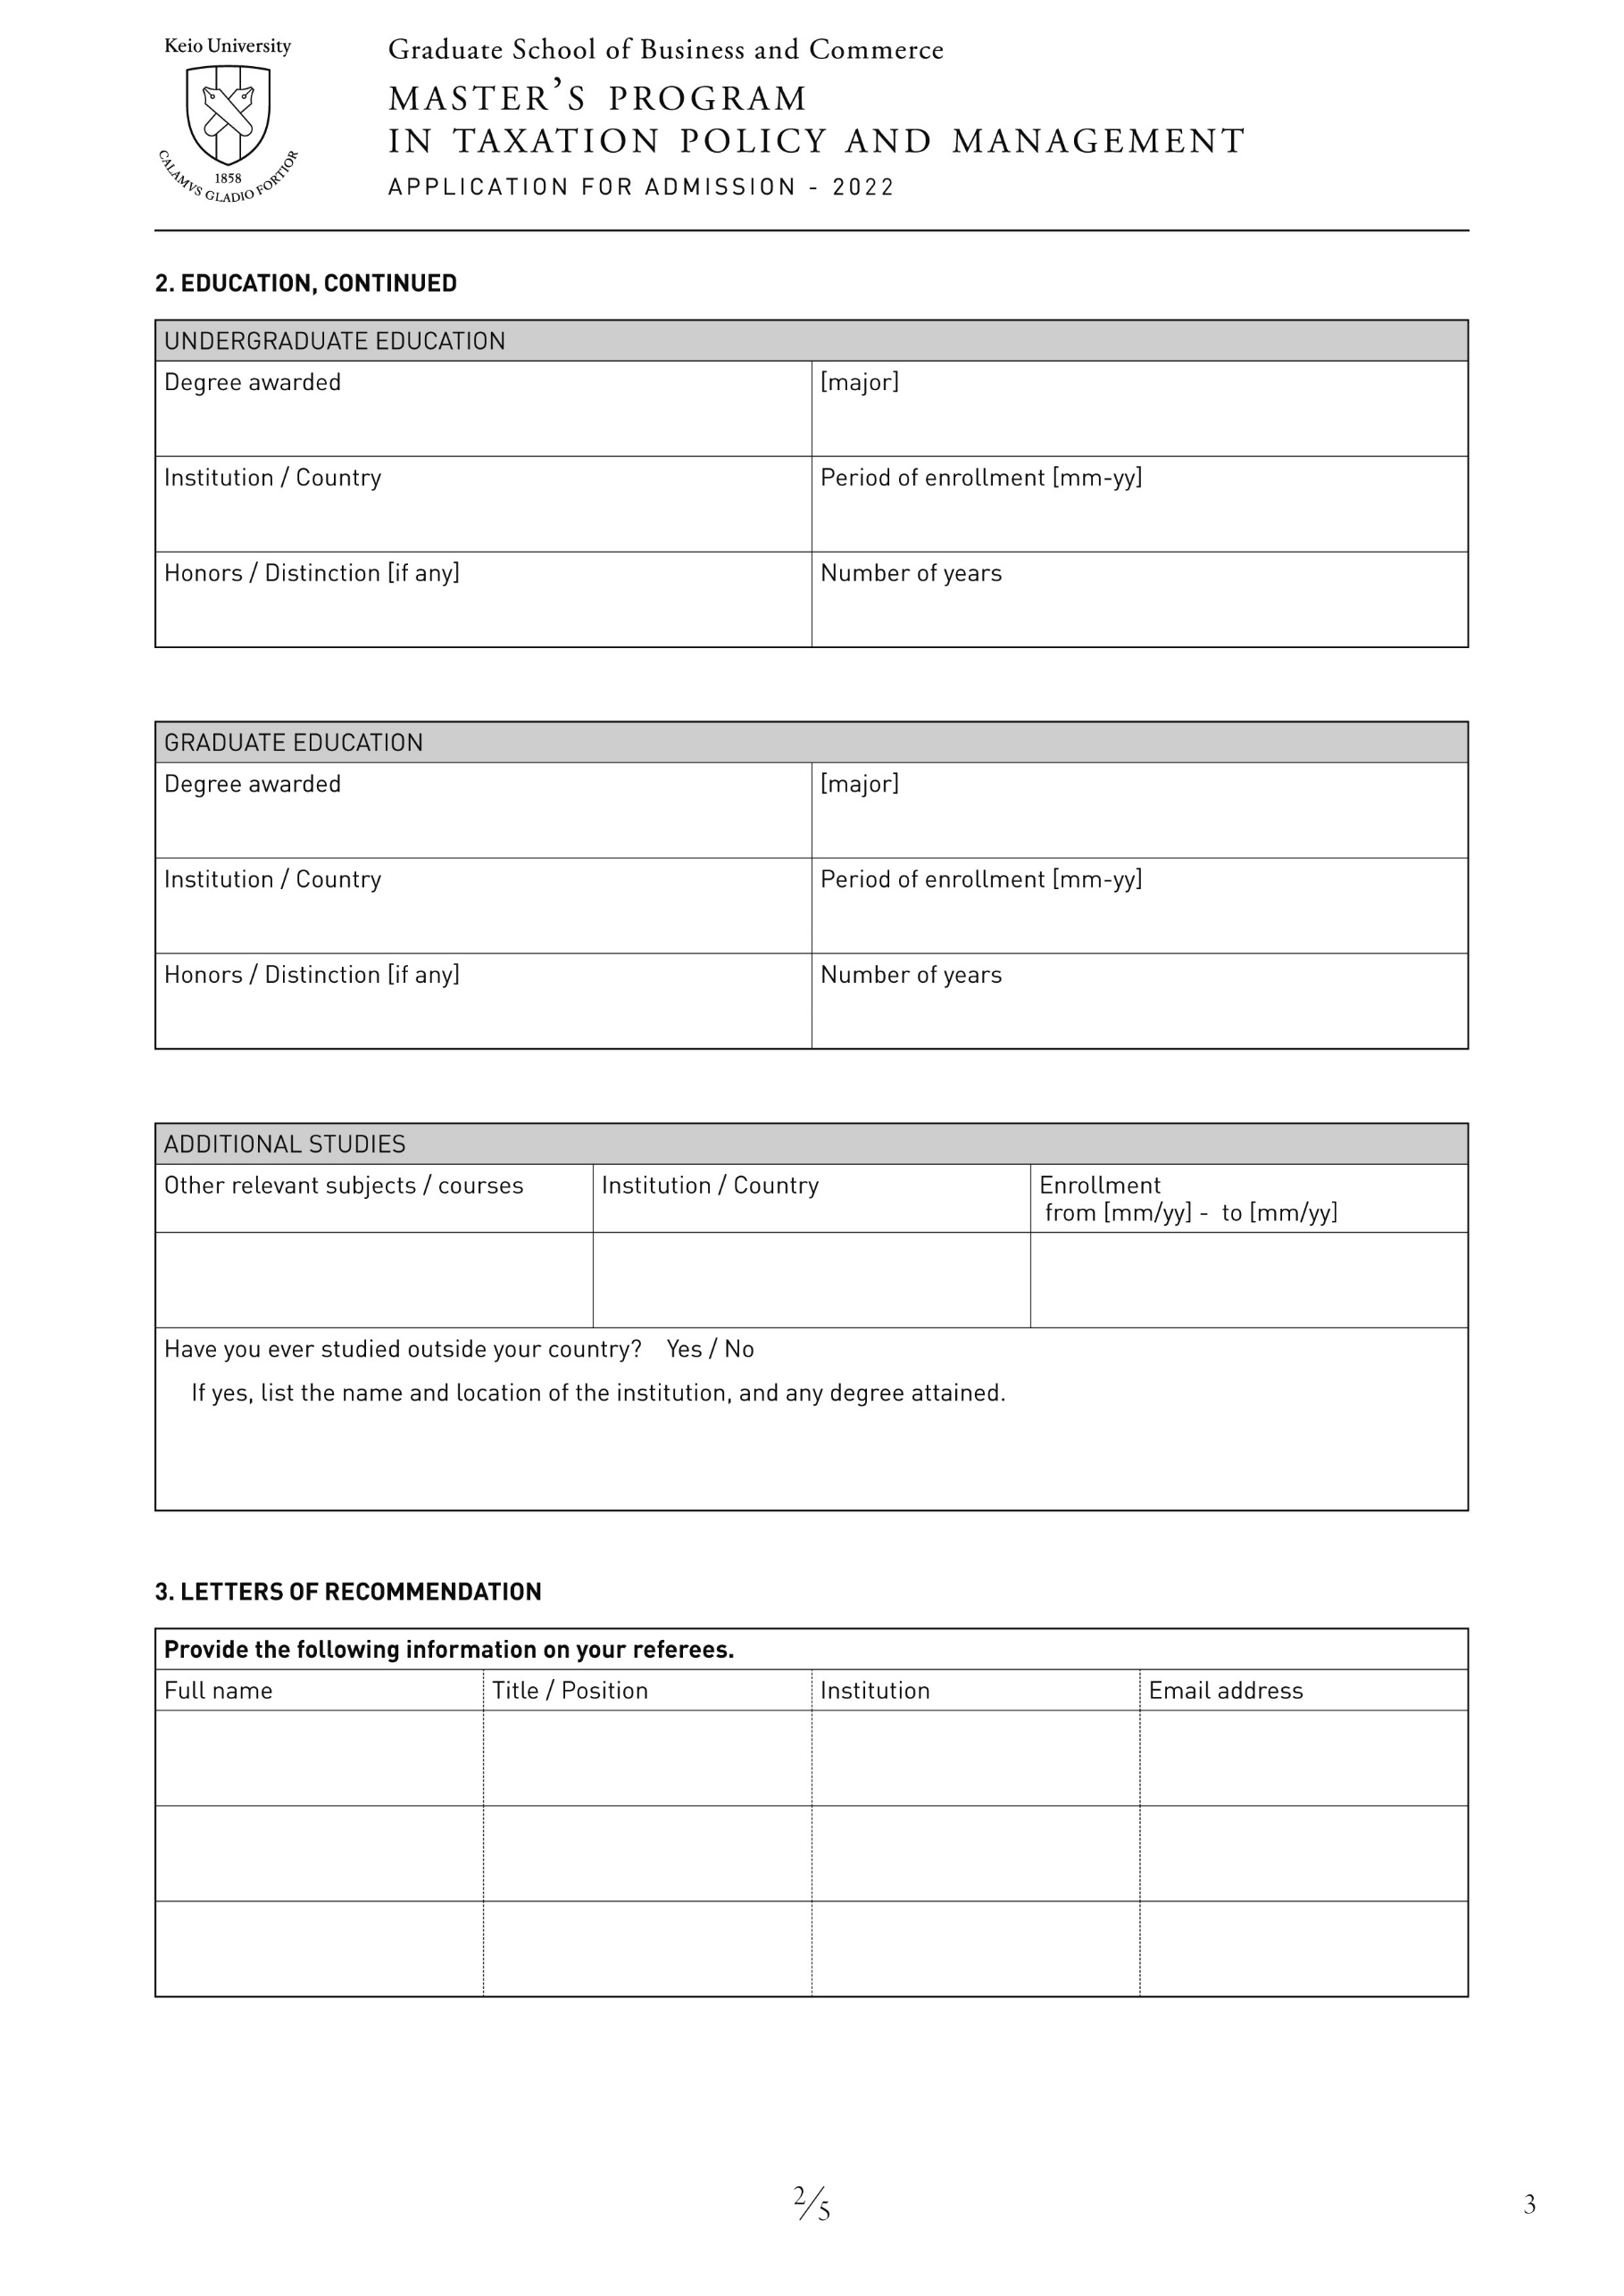 Keio University
1858
CALAMVS GLADIO FORTIOR
Graduate School of Business and Commerce
MASTER’S PROGRAM
IN TAXATION POLICY AND MANAGEMENT
APPLICATION FOR ADMISSION - 2022
2. EDUCATION, CONTINUED
UNDERGRADUATE EDUCATION
Degree awarded [major]
Institution / Country Period of enrollment [mm-yy]
Honors / Distinction [if any] Number of years
GRADUATE EDUCATION
Degree awarded [major]
Institution / Country Period of enrollment [mm-yy]
Honors / Distinction [if any] Number of years
ADDITIONAL STUDIES
Other relevant subjects / courses Institution / Country Enrollment
from [mm/yy] - to [mm/yy]
Have you ever studied outside your country? Yes / No
If yes, list the name and location of the institution, and any degree attained.
3. LETTERS OF RECOMMENDATION
Provide the following information on your referees.
Full name Title / Position Institution Email address
2/5
3